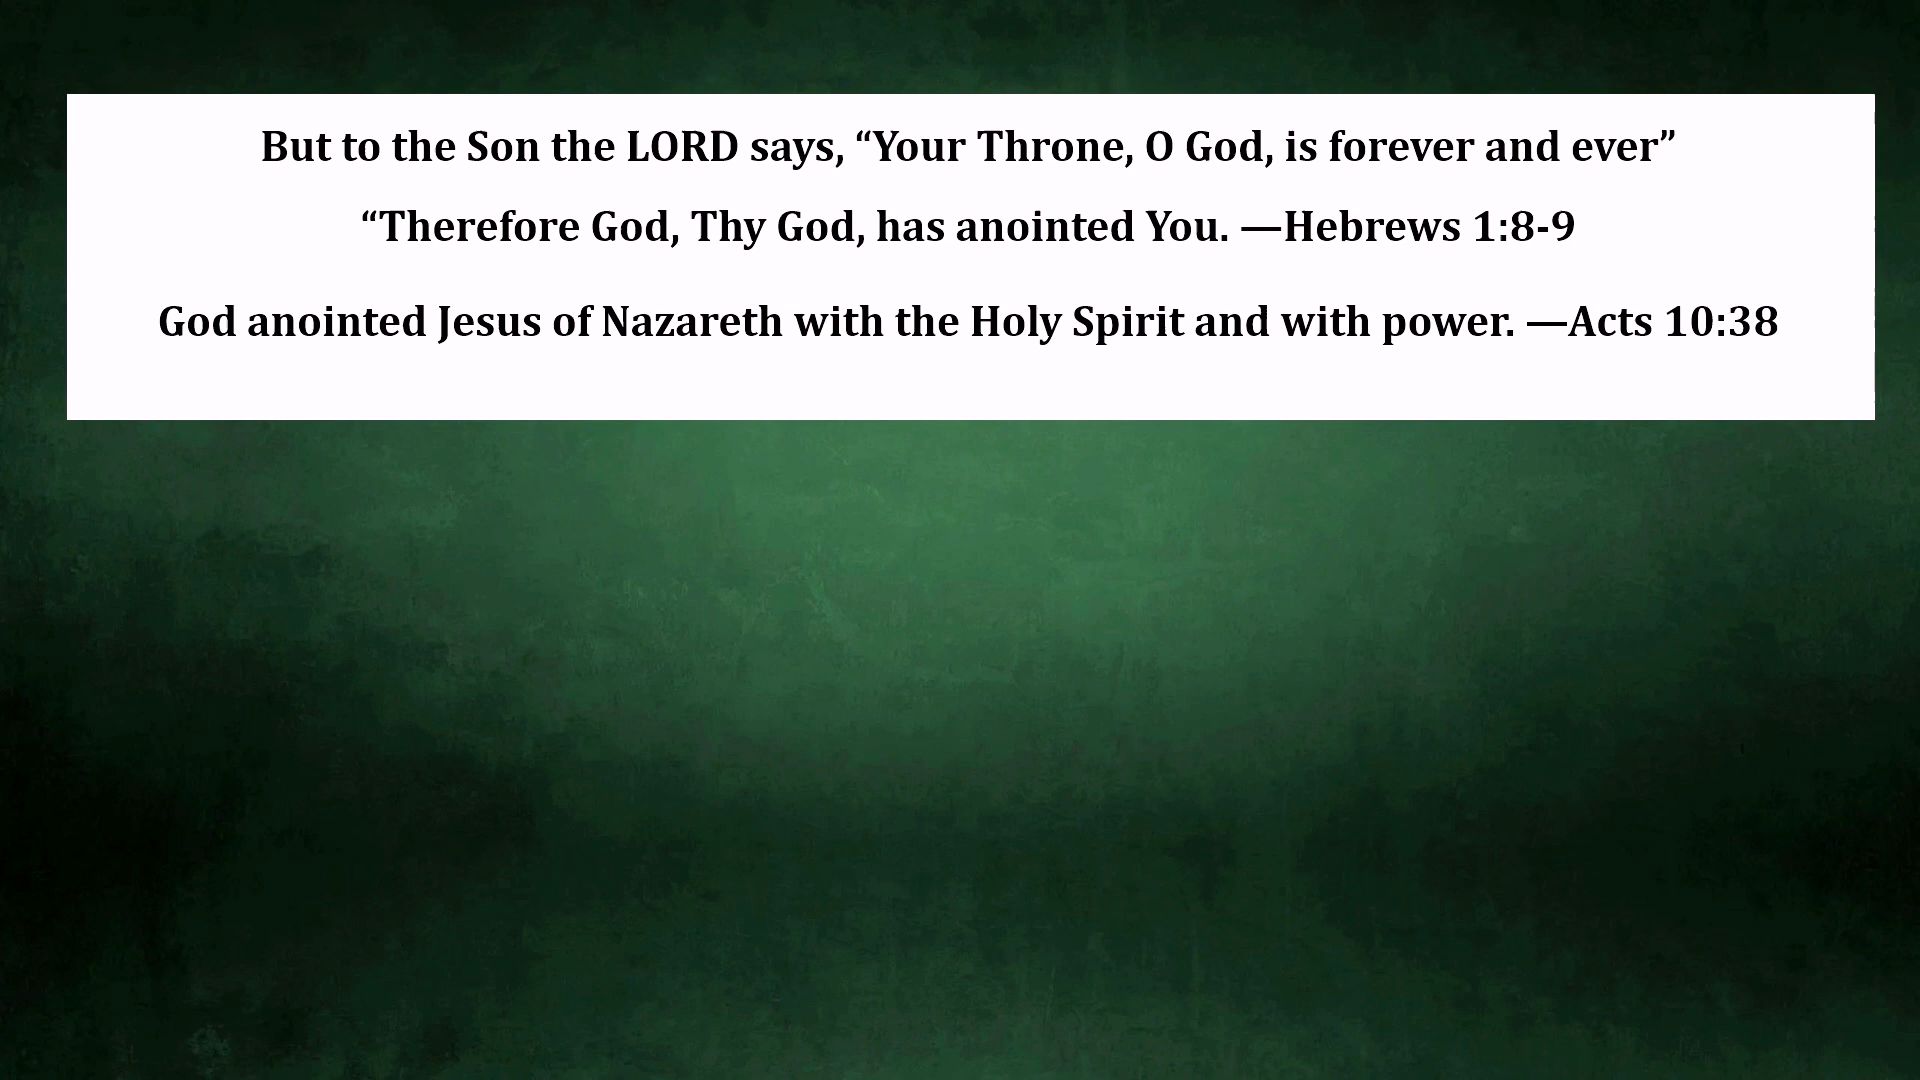 But to the Son the LORD says, “Your Throne, O God, is forever and ever”
“Therefore God, Thy God, has anointed You. —Hebrews 1:8-9
God anointed Jesus of Nazareth with the Holy Spirit and with power. —Acts 10:38